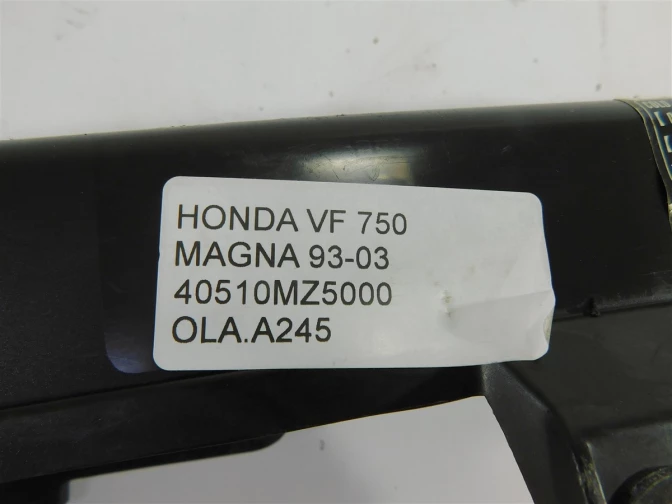 HONDA VF 750
MAGNA 93-03
40510MZ5000
OLA.A245